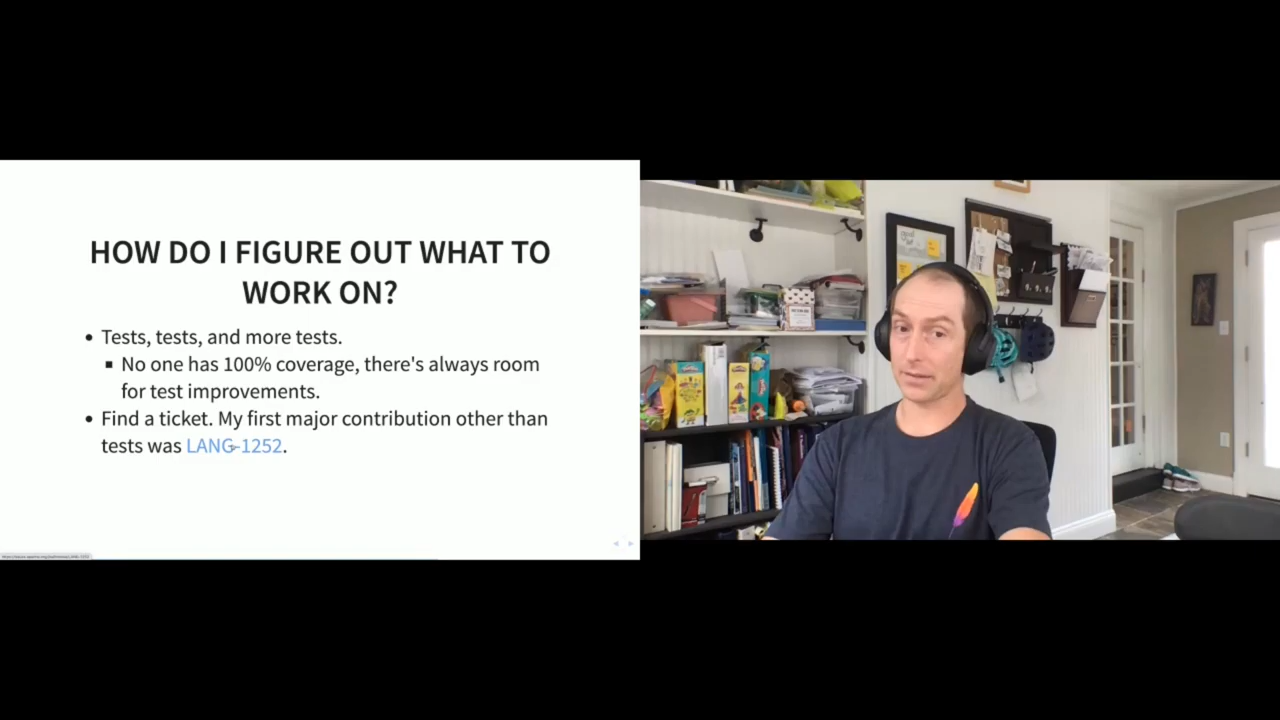 HOW DO I FIGURE OUT WHAT TO
WORK ON?
• Tests, tests, and more tests.
▪ No one has 100% coverage, there's always room
for test improvements.
• Find a ticket. My first major contribution other than
tests was LANG-1252.